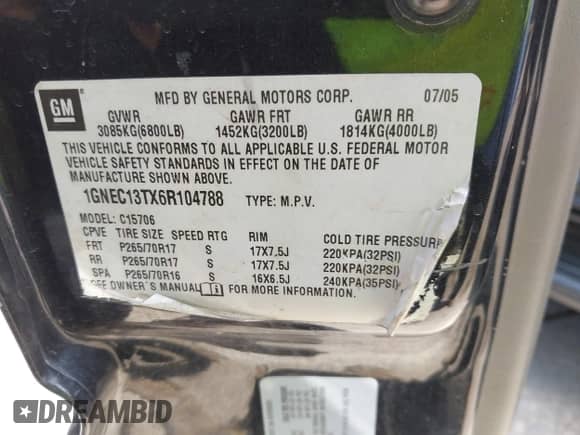 GM
MFD BY GENERAL MOTORS CORP. 07/05
GVWR GAWR FRT GAWR RR
3085KG(6800LB) 1452KG(3200LB) 1814KG(4000LB)
THIS VEHICLE CONFORMS TO ALL APPLICABLE U.S. FEDERAL MOTOR
VEHICLE SAFETY STANDARDS IN EFFECT ON THE DATE OF
MANUFACTURE SHOWN ABOVE.
1GNEC13TX6R104788 TYPE: M.P.V.
MODEL: C15706
CPVE TIRE SIZE SPEED RTG RIM COLD TIRE PRESSURE
FRT P265/70R17 S 17X7.5J 220KPA(32PSI)
RR P265/70R17 S 17X7.5J 220KPA(32PSI)
SPA P265/70R16 S 16X6.5J 240KPA(35PSI)
SEE OWNER'S MANUAL FOR MORE INFORMATION.
DREAMBID